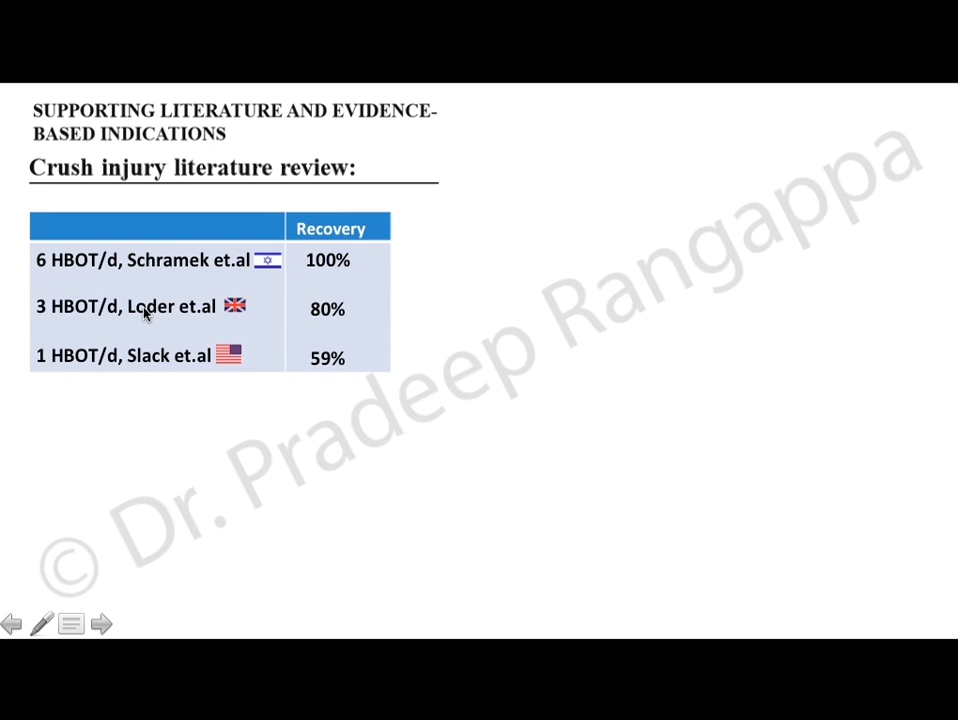 SUPPORTING LITERATURE AND EVIDENCE-
BASED INDICATIONS
Crush injury literature review:
Recovery
6 HBOT/d, Schramek et.al 100%
3 HBOT/d, Loder et.al 80%
1 HBOT/d, Slack et.al 59%
© Dr. Pradeep Rangappa